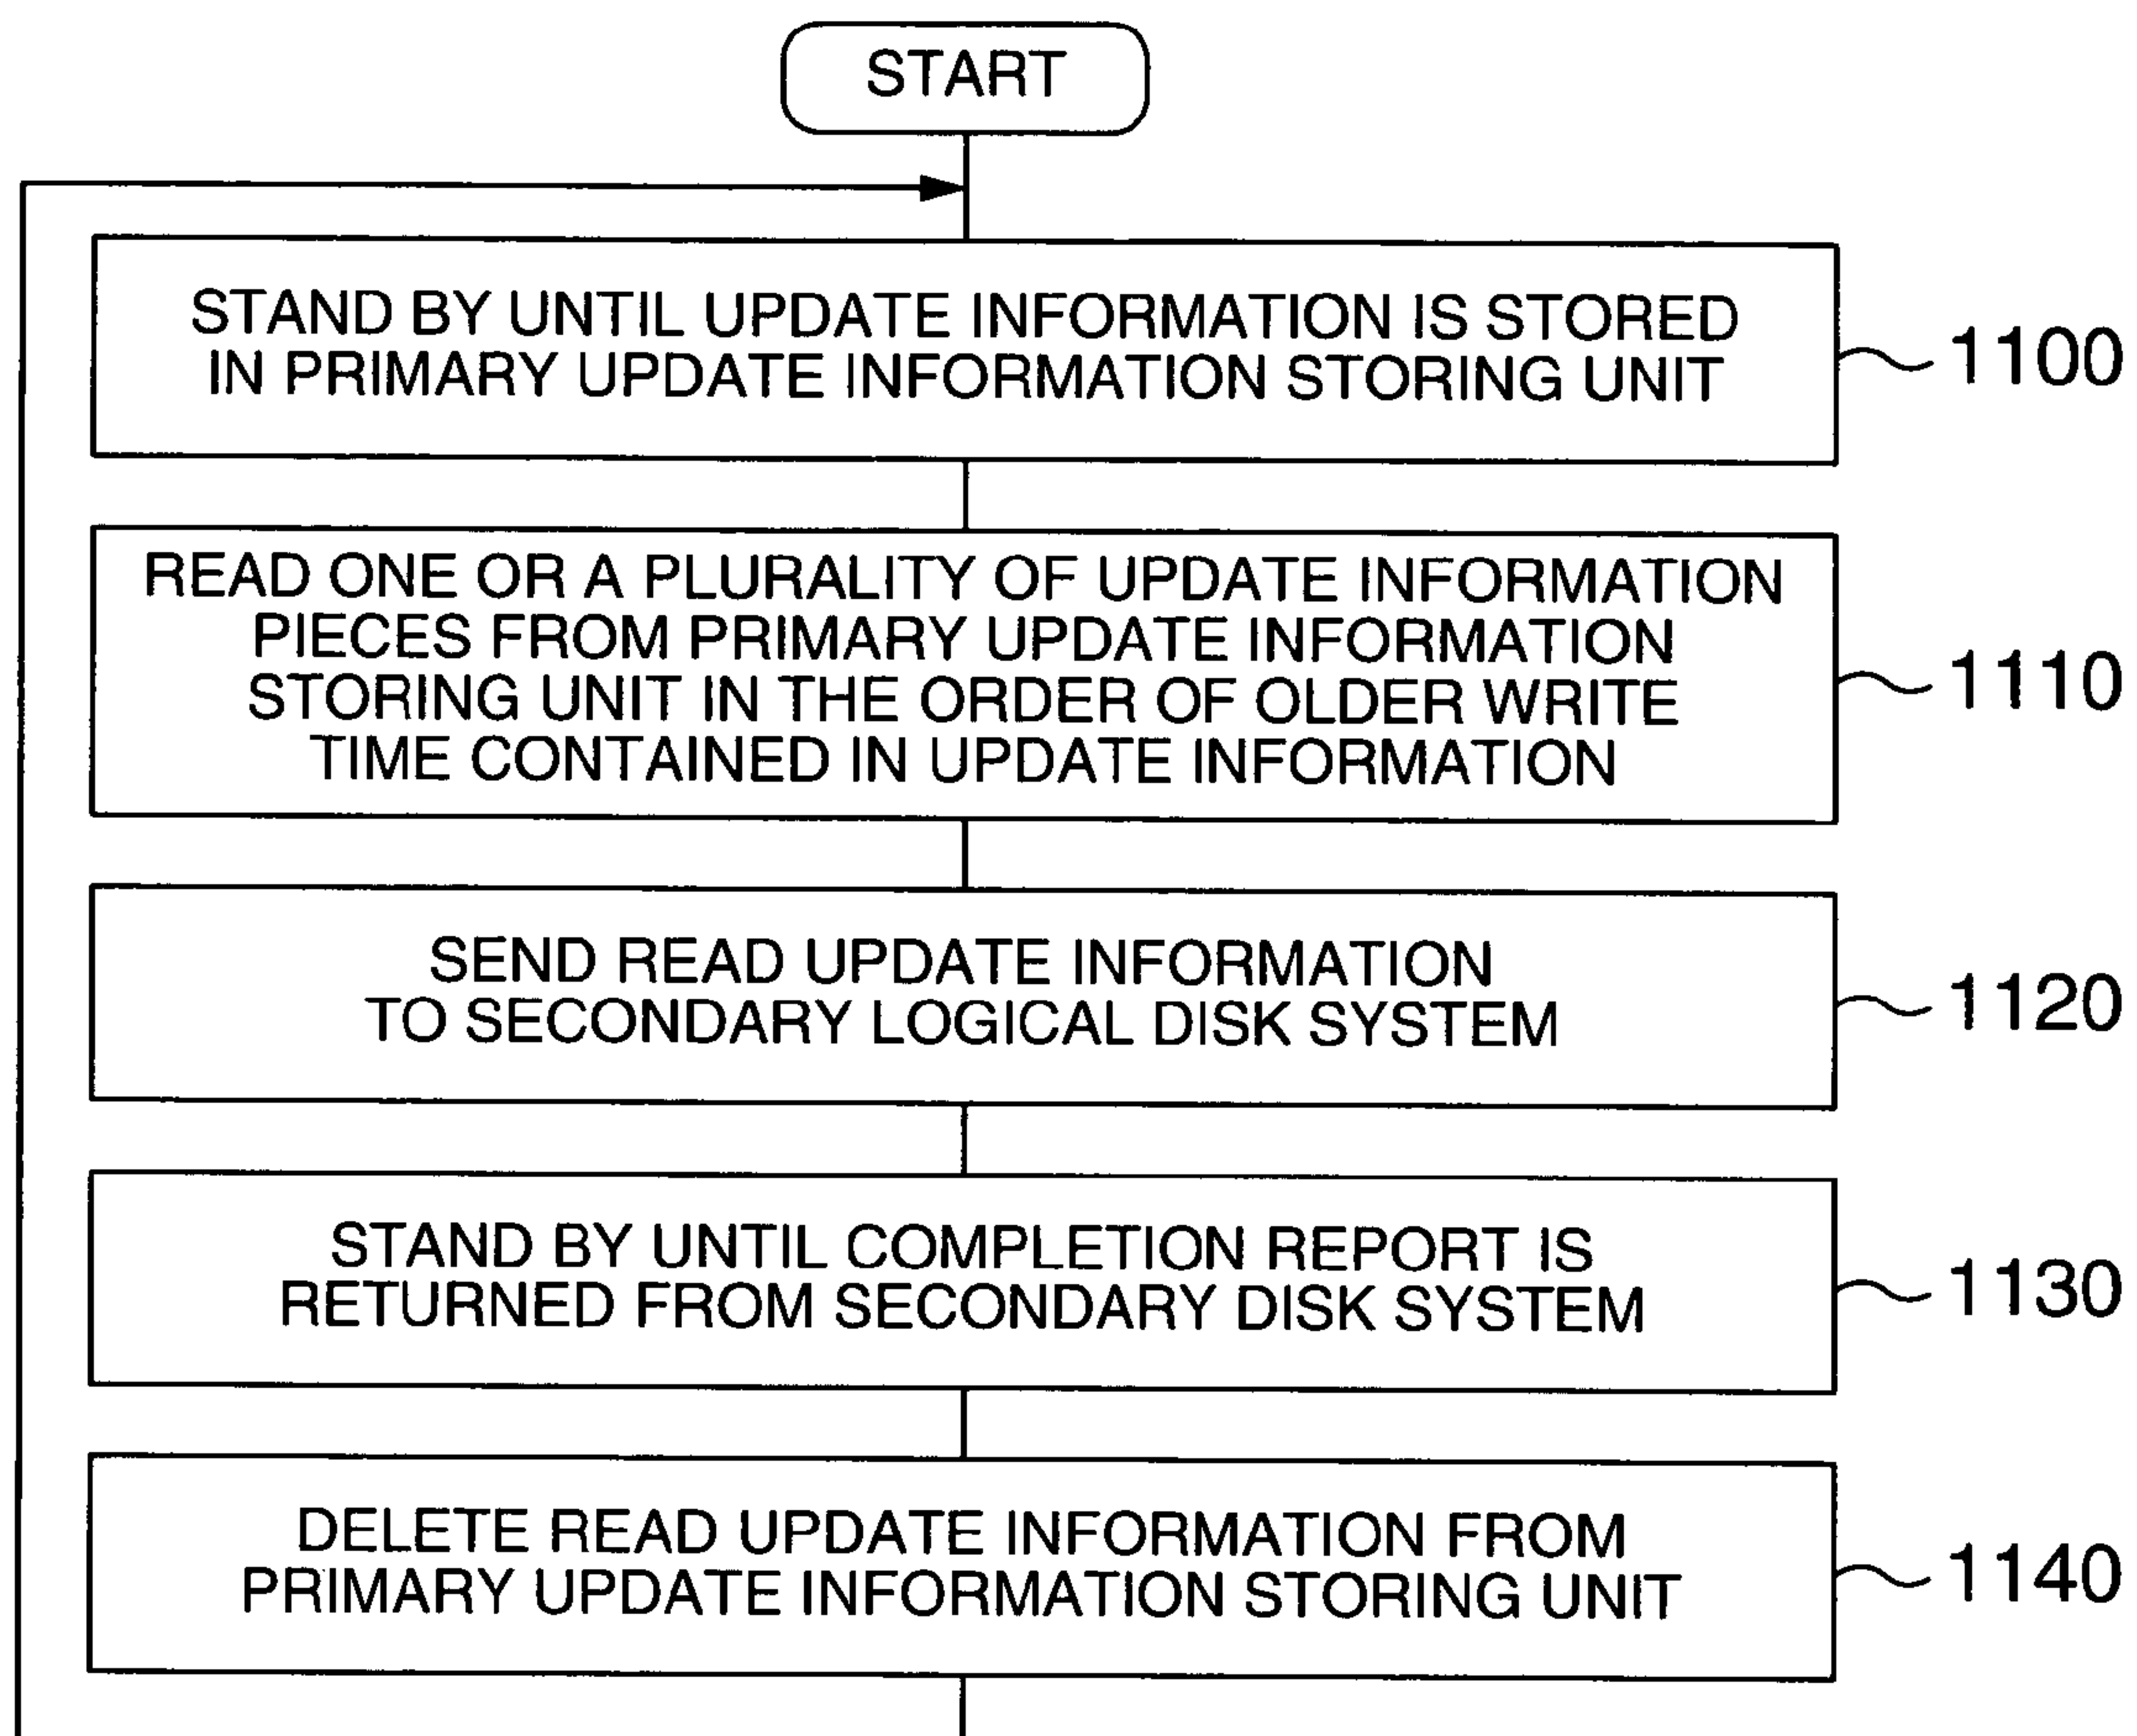 START
STAND BY UNTIL UPDATE INFORMATION IS STORED
IN PRIMARY UPDATE INFORMATION STORING UNIT
1100
READ ONE OR A PLURALITY OF UPDATE INFORMATION
PIECES FROM PRIMARY UPDATE INFORMATION
STORING UNIT IN THE ORDER OF OLDER WRITE
TIME CONTAINED IN UPDATE INFORMATION
1110
SEND READ UPDATE INFORMATION
TO SECONDARY LOGICAL DISK SYSTEM
1120
STAND BY UNTIL COMPLETION REPORT IS
RETURNED FROM SECONDARY DISK SYSTEM
1130
DELETE READ UPDATE INFORMATION FROM
PRIMARY UPDATE INFORMATION STORING UNIT
1140